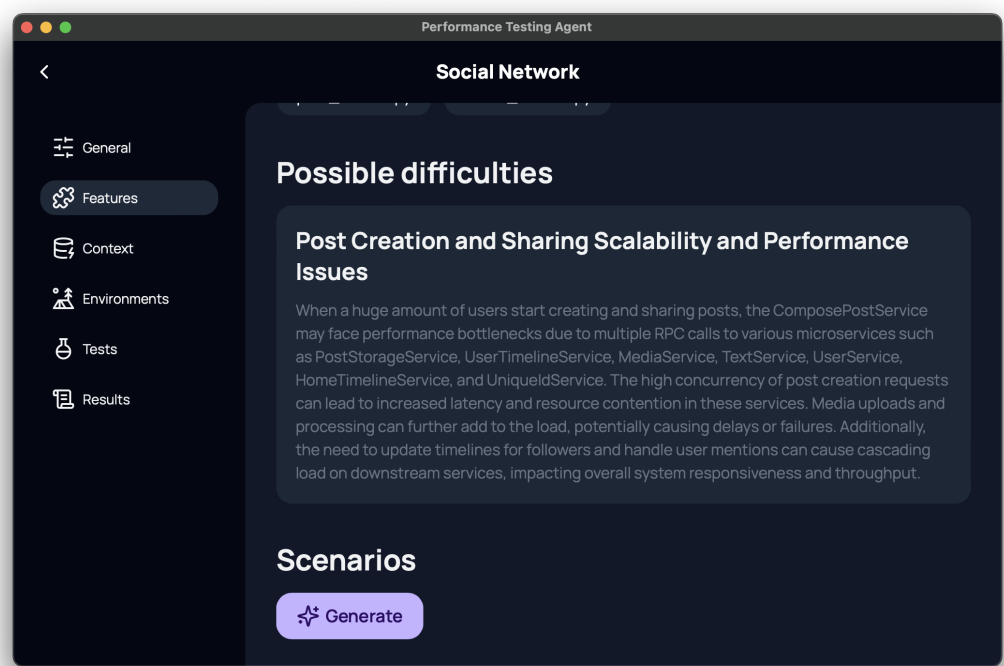 Performance Testing Agent
Social Network
General
Features
Context
Environments
Tests
Results
Possible difficulties
Post Creation and Sharing Scalability and Performance
Issues
When a huge amount of users start creating and sharing posts, the ComposePostService
may face performance bottlenecks due to multiple RPC calls to various microservices such
as PostStorageService, UserTimelineService, MediaService, TextService, UserService,
HomeTimelineService, and UniqueIdService. The high concurrency of post creation requests
can lead to increased latency and resource contention in these services. Media uploads and
processing can further add to the load, potentially causing delays or failures. Additionally,
the need to update timelines for followers and handle user mentions can cause cascading
load on downstream services, impacting overall system responsiveness and throughput.
Scenarios
Generate